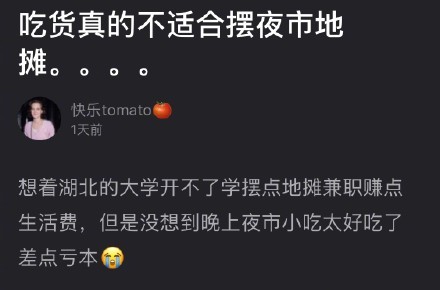 吃货真的不适合摆夜市地
摊。。。。
快乐tomato🍅
1天前
想着湖北的大学开不了学摆点地摊兼职赚点
生活费，但是没想到晚上夜市小吃太好吃了
差点亏本😭